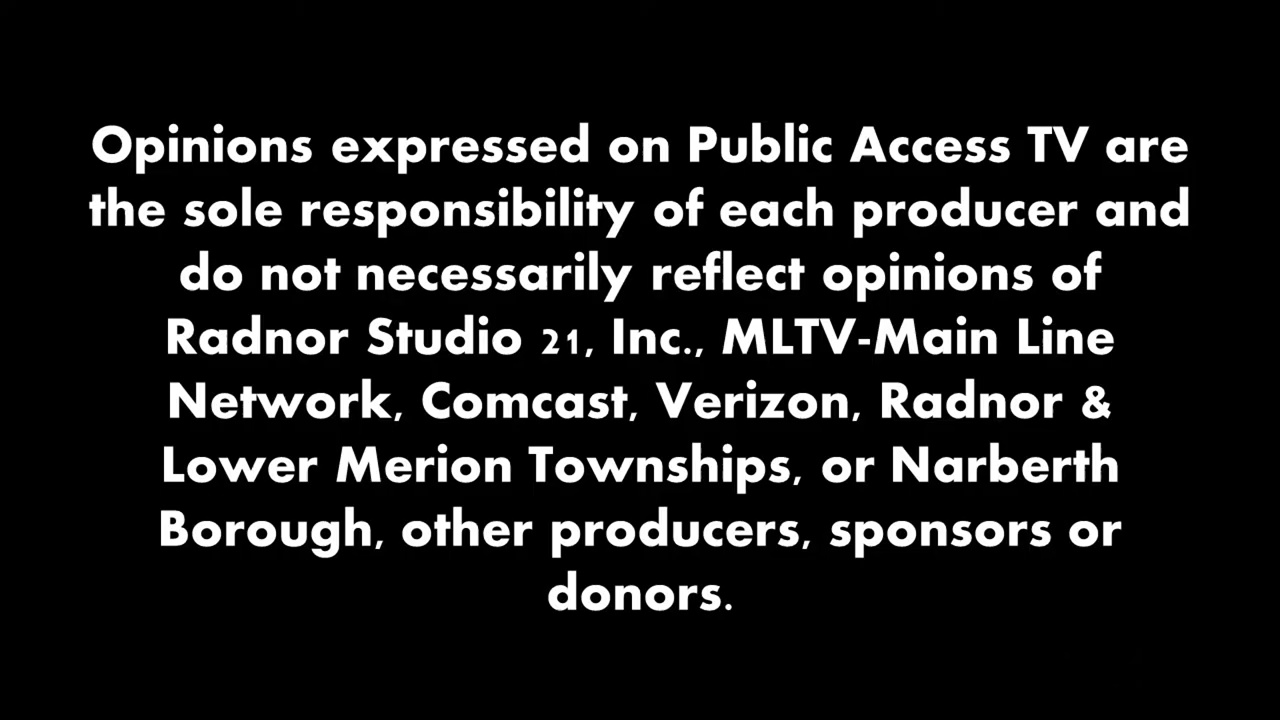 Opinions expressed on Public Access TV are
the sole responsibility of each producer and
do not necessarily reflect opinions of
Radnor Studio 21, Inc., MLTV-Main Line
Network, Comcast, Verizon, Radnor &
Lower Merion Townships, or Narberth
Borough, other producers, sponsors or
donors.